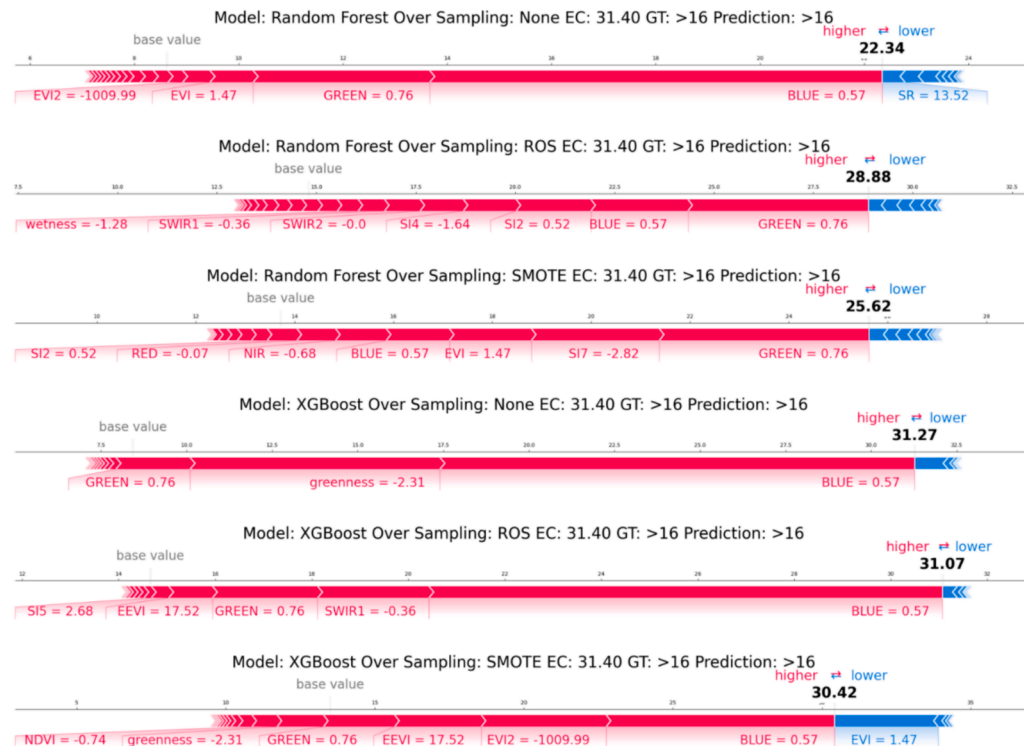 Model: Random Forest Over Sampling: None EC: 31.40 GT: >16 Prediction: >16
higher ⇄ lower
base value
22.34
6 8 10 12 14 16 18 20 22 24
EVI2 = -1009.99 EVI = 1.47 GREEN = 0.76 BLUE = 0.57 SR = 13.52
Model: Random Forest Over Sampling: ROS EC: 31.40 GT: >16 Prediction: >16
higher ⇄ lower
base value
28.88
7.5 10.0 12.5 15.0 17.5 20.0 22.5 25.0 27.5 30.0 32.5
wetness = -1.28 SWIR1 = -0.36 SWIR2 = -0.0 SI4 = -1.64 SI2 = 0.52 BLUE = 0.57 GREEN = 0.76
Model: Random Forest Over Sampling: SMOTE EC: 31.40 GT: >16 Prediction: >16
higher ⇄ lower
base value
25.62
10 12 14 16 18 20 22 24 28
SI2 = 0.52 RED = -0.07 NIR = -0.68 BLUE = 0.57 EVI = 1.47 SI7 = -2.82 GREEN = 0.76
Model: XGBoost Over Sampling: None EC: 31.40 GT: >16 Prediction: >16
higher ⇄ lower
base value
31.27
7.5 10.0 12.5 15.0 17.5 20.0 22.5 25.0 27.5 30.0 32.5
GREEN = 0.76 greenness = -2.31 BLUE = 0.57
Model: XGBoost Over Sampling: ROS EC: 31.40 GT: >16 Prediction: >16
higher ⇄ lower
base value
31.07
12 14 16 18 20 22 24 26 28 30 32
SI5 = 2.68 EEVI = 17.52 GREEN = 0.76 SWIR1 = -0.36 BLUE = 0.57
Model: XGBoost Over Sampling: SMOTE EC: 31.40 GT: >16 Prediction: >16
higher ⇄ lower
base value
30.42
5 10 15 20 25 35
NDVI = -0.74 greenness = -2.31 GREEN = 0.76 EEVI = 17.52 EVI2 = -1009.99 BLUE = 0.57 EVI = 1.47